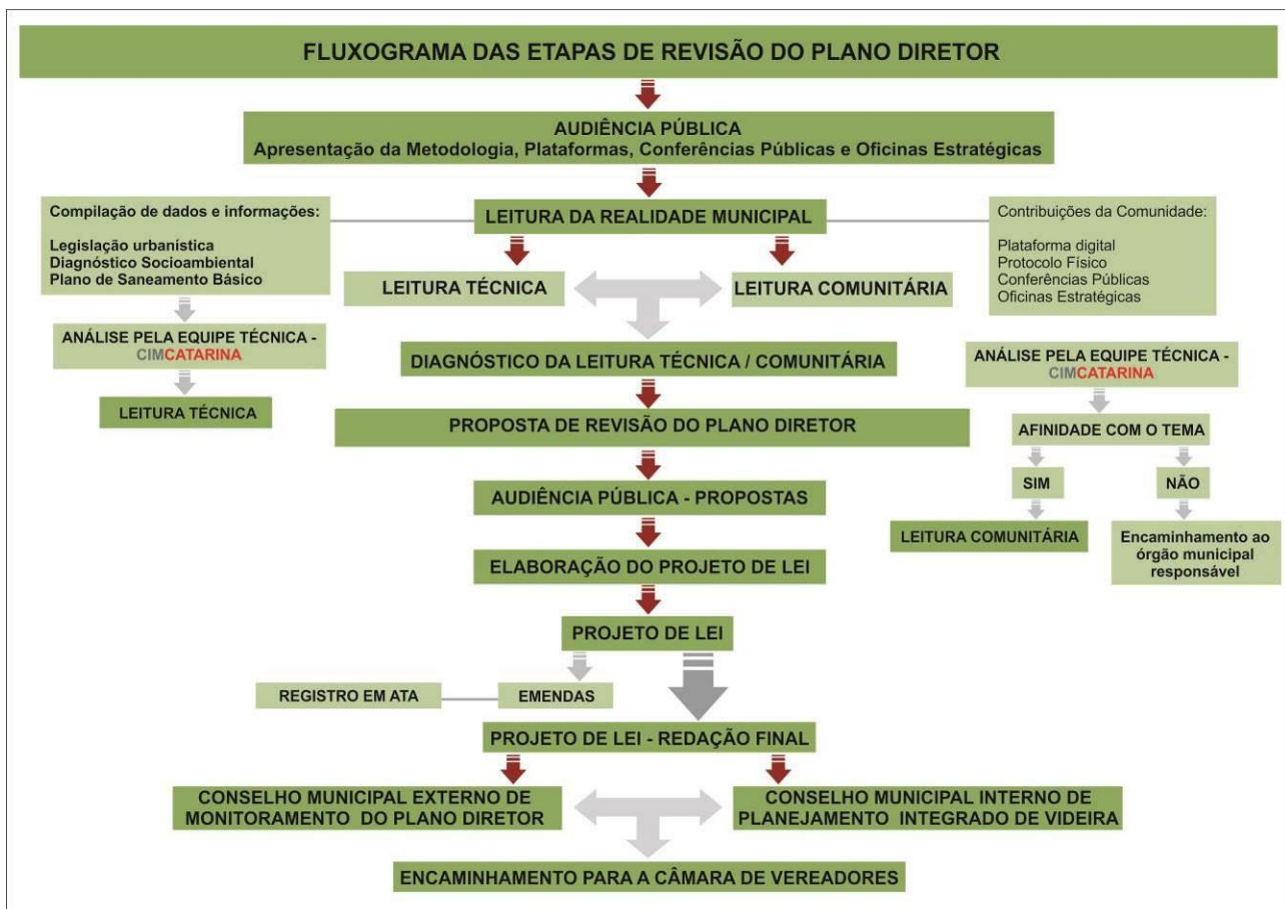 FLUXOGRAMA DAS ETAPAS DE REVISÃO DO PLANO DIRETOR
AUDIÊNCIA PÚBLICA
Apresentação da Metodologia, Plataformas, Conferências Públicas e Oficinas Estratégicas
Compilação de dados e informações:
Legislação urbanística
Diagnóstico Socioambiental
Plano de Saneamento Básico
LEITURA DA REALIDADE MUNICIPAL
Contribuições da Comunidade:
Plataforma digital
Protocolo Físico
Conferências Públicas
Oficinas Estratégicas
LEITURA TÉCNICA
LEITURA COMUNITÁRIA
ANÁLISE PELA EQUIPE TÉCNICA -
CIMCATARINA
LEITURA TÉCNICA
DIAGNÓSTICO DA LEITURA TÉCNICA / COMUNITÁRIA
ANÁLISE PELA EQUIPE TÉCNICA -
CIMCATARINA
PROPOSTA DE REVISÃO DO PLANO DIRETOR
AFINIDADE COM O TEMA
SIM
NÃO
AUDIÊNCIA PÚBLICA - PROPOSTAS
LEITURA COMUNITÁRIA
Encaminhamento ao
órgão municipal
responsável
ELABORAÇÃO DO PROJETO DE LEI
PROJETO DE LEI
REGISTRO EM ATA
EMENDAS
PROJETO DE LEI - REDAÇÃO FINAL
CONSELHO MUNICIPAL EXTERNO DE
MONITORAMENTO DO PLANO DIRETOR
CONSELHO MUNICIPAL INTERNO DE
PLANEJAMENTO INTEGRADO DE VIDEIRA
ENCAMINHAMENTO PARA A CÂMARA DE VEREADORES